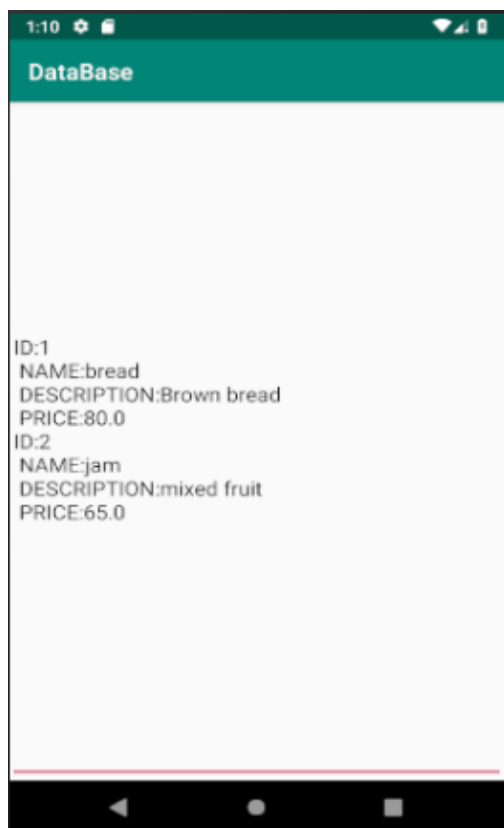 1:10
DataBase
ID:1
NAME:bread
DESCRIPTION:Brown bread
PRICE:80.0
ID:2
NAME:jam
DESCRIPTION:mixed fruit
PRICE:65.0